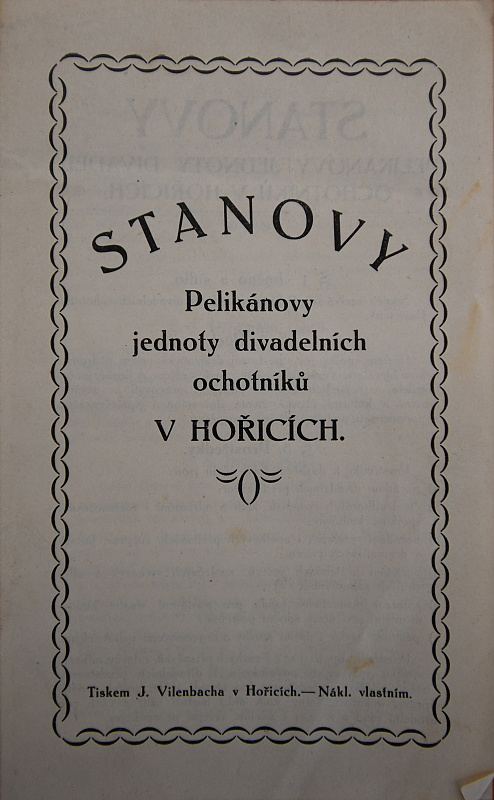 STANOVY
Pelikánovy
jednoty divadelních
ochotníků
V HOŘICÍCH.
Tiskem J. Vilenbacha v Hořicích.—Nákl. vlastním.